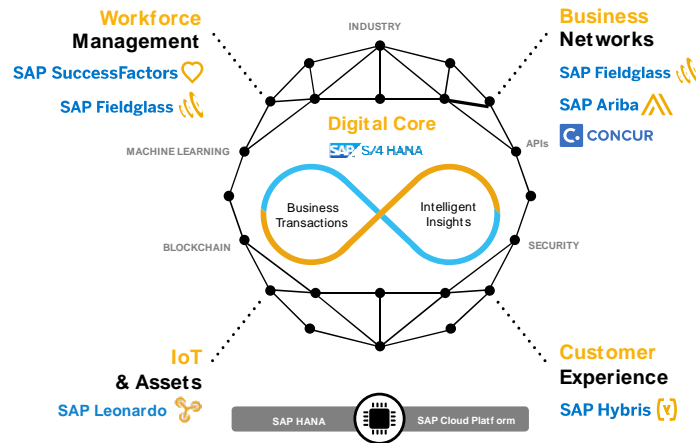 Workforce
Management
SAP SuccessFactors
SAP Fieldglass
INDUSTRY
Business
Networks
SAP Fieldglass
SAP Ariba
C. CONCUR
Digital Core
SAP S/4 HANA
MACHINE LEARNING
APIs
Business
Transactions
Intelligent
Insights
BLOCKCHAIN
SECURITY
IoT
& Assets
SAP Leonardo
Customer
Experience
SAP Hybris
SAP HANA
SAP Cloud Platform